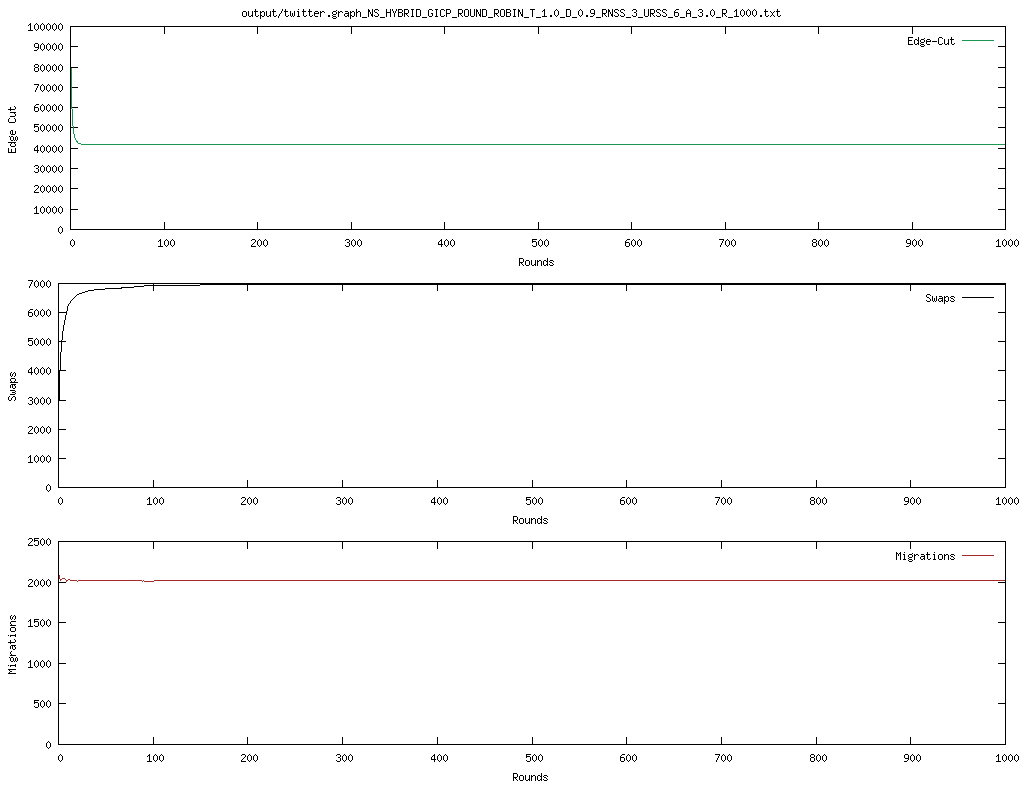 output/twitter.graph_NS_HYBRID_GICP_ROUND_ROBIN_T_1.0_D_0.9_RNSS_3_URSS_6_A_3.0_R_1000.txt
Edge-Cut
Edge Cut
100000
90000
80000
70000
60000
50000
40000
30000
20000
10000
0
0 100 200 300 400 500 600 700 800 900 1000
Rounds
Swaps
Swaps
7000
6000
5000
4000
3000
2000
1000
0
0 100 200 300 400 500 600 700 800 900 1000
Rounds
Migrations
Migrations
2500
2000
1500
1000
500
0
0 100 200 300 400 500 600 700 800 900 1000
Rounds